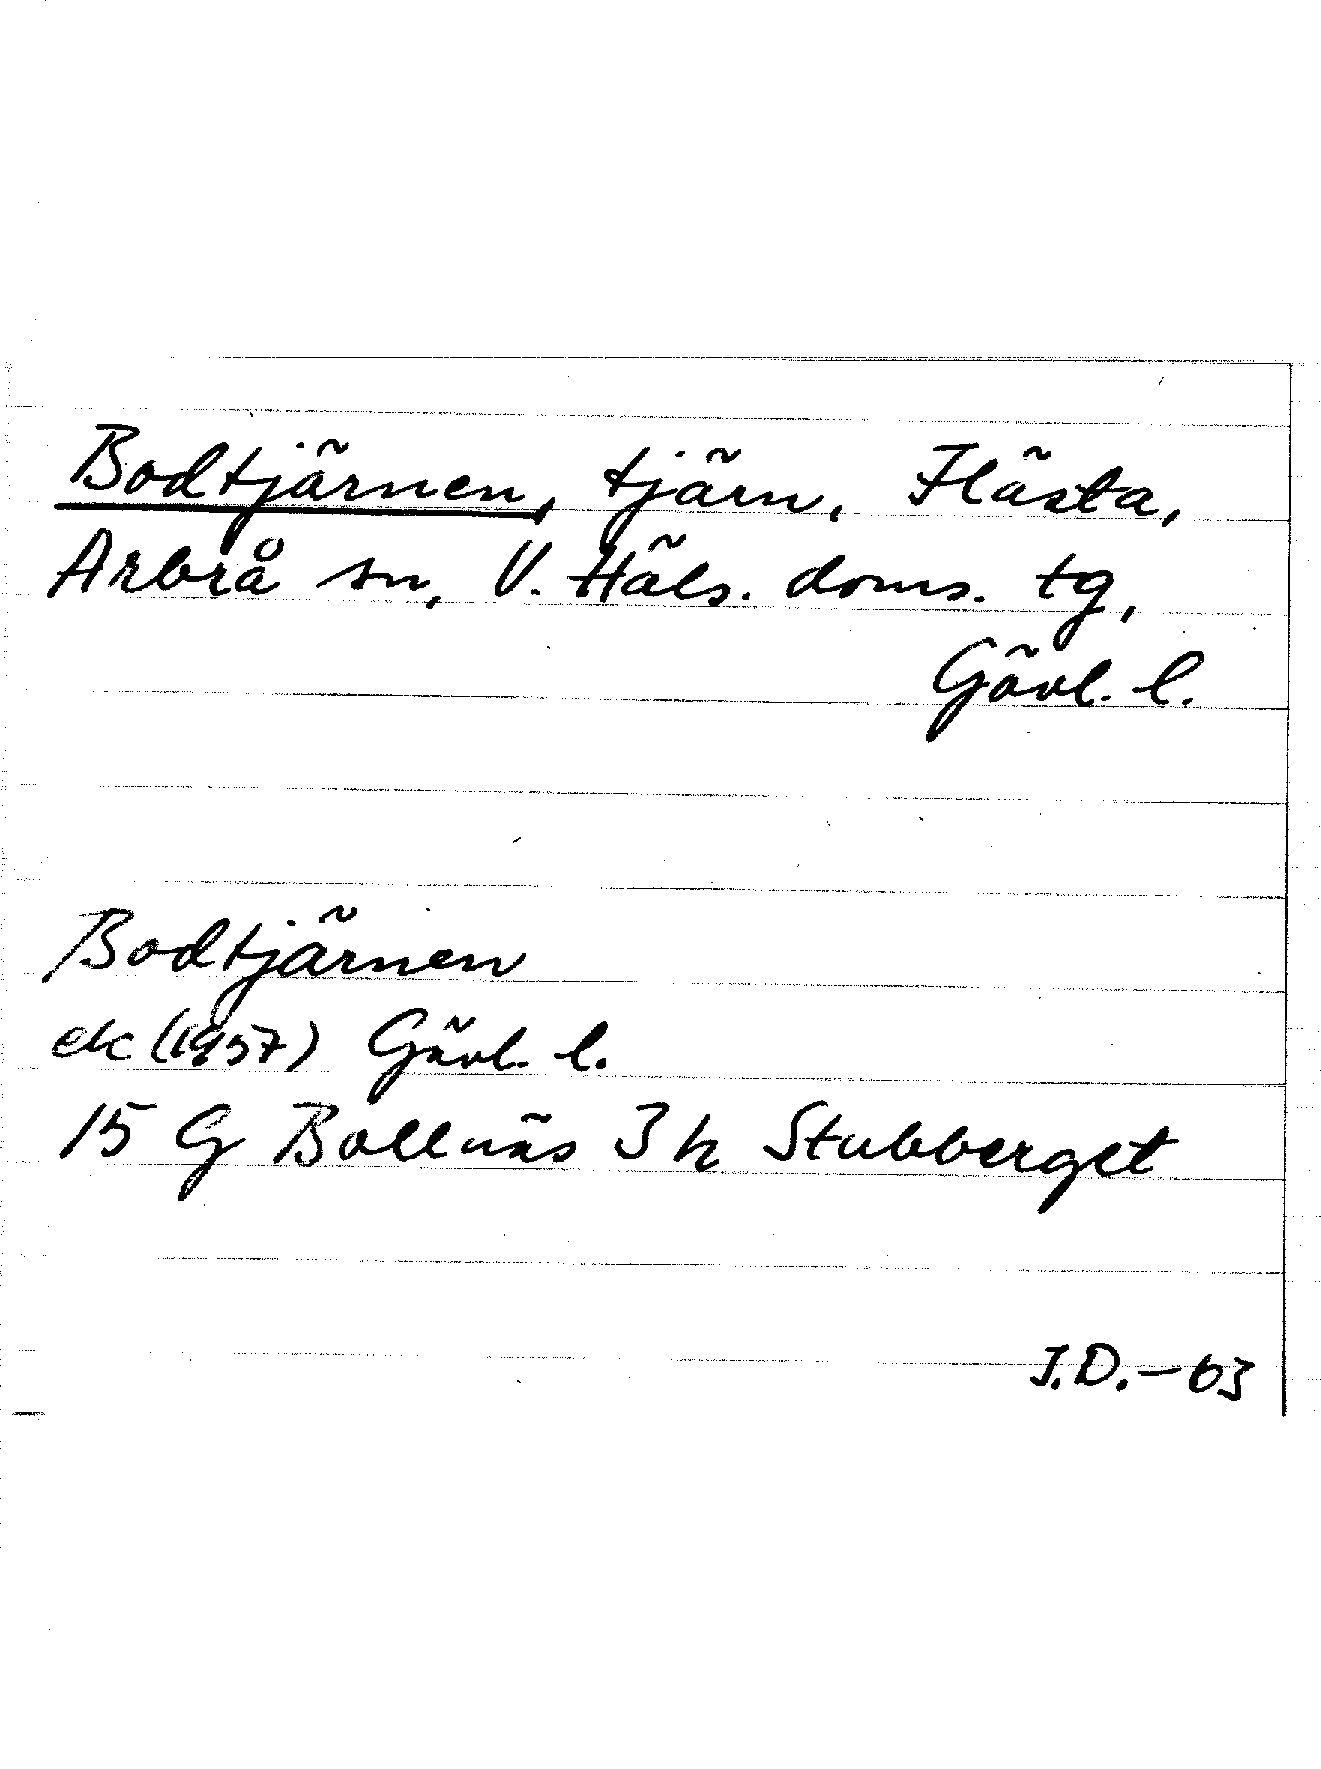 Bodtjärnen, tjärn, Flästa,
Arbrå sn, V. Häls. doms. tg,
Gävl. l.
Bodtjärnen
ek (1957) Gävl. l.
15 G Bollnäs 3 h Stubberget
J.D. – 63